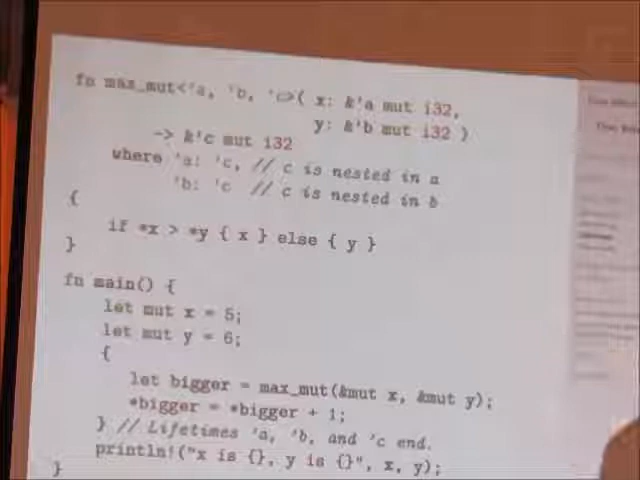 fn max_mut<'a, 'b, 'c>( x: &'a mut i32,
y: &'b mut i32 )
-> &'c mut i32
where 'a: 'c, // c is nested in a
'b: 'c // c is nested in b
{
if *x > *y { x } else { y }
}
fn main() {
let mut x = 5;
let mut y = 6;
{
let bigger = max_mut(&mut x, &mut y);
*bigger = *bigger + 1;
} // Lifetimes 'a, 'b, and 'c end.
println!("x is {}, y is {}", x, y);
}